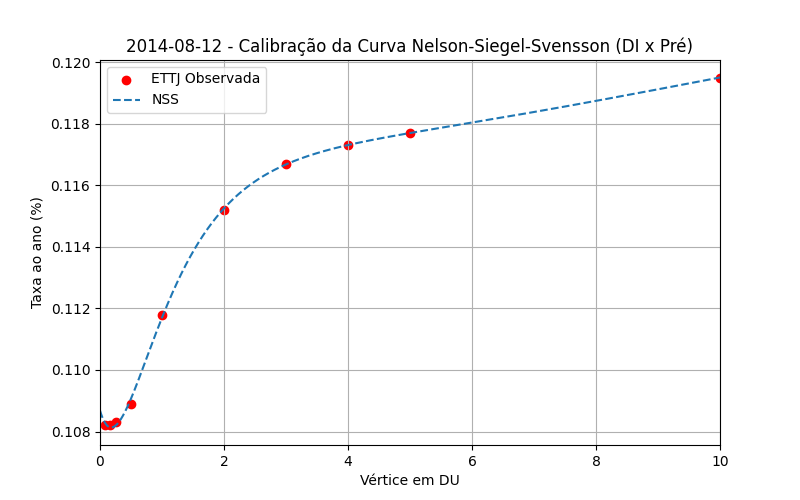 2014-08-12 - Calibração da Curva Nelson-Siegel-Svensson (DI x Pré)
ETTJ Observada
NSS
Taxa ao ano (%)
0.120
0.118
0.116
0.114
0.112
0.110
0.108
0 2 4 6 8 10
Vértice em DU